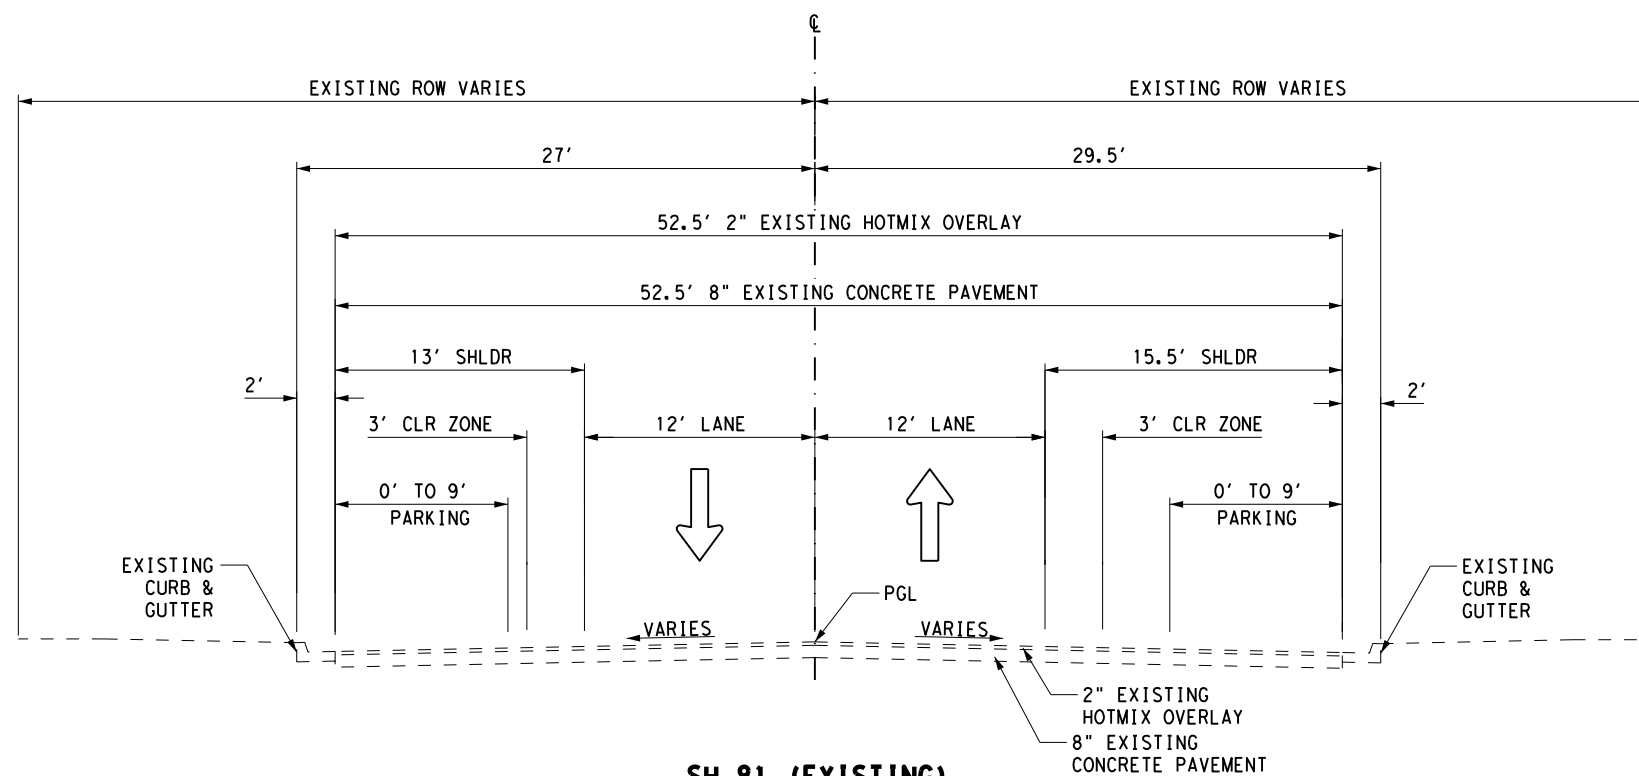 ℄
EXISTING ROW VARIES EXISTING ROW VARIES
27' 29.5'
52.5' 2" EXISTING HOTMIX OVERLAY
52.5' 8" EXISTING CONCRETE PAVEMENT
13' SHLDR 15.5' SHLDR
2' 2'
3' CLR ZONE 12' LANE 12' LANE 3' CLR ZONE
0' TO 9' 0' TO 9'
PARKING PARKING
EXISTING
CURB &
GUTTER
EXISTING
CURB &
GUTTER
PGL
VARIES VARIES
2" EXISTING
HOTMIX OVERLAY
8" EXISTING
CONCRETE PAVEMENT
SH 81 (EXISTING)